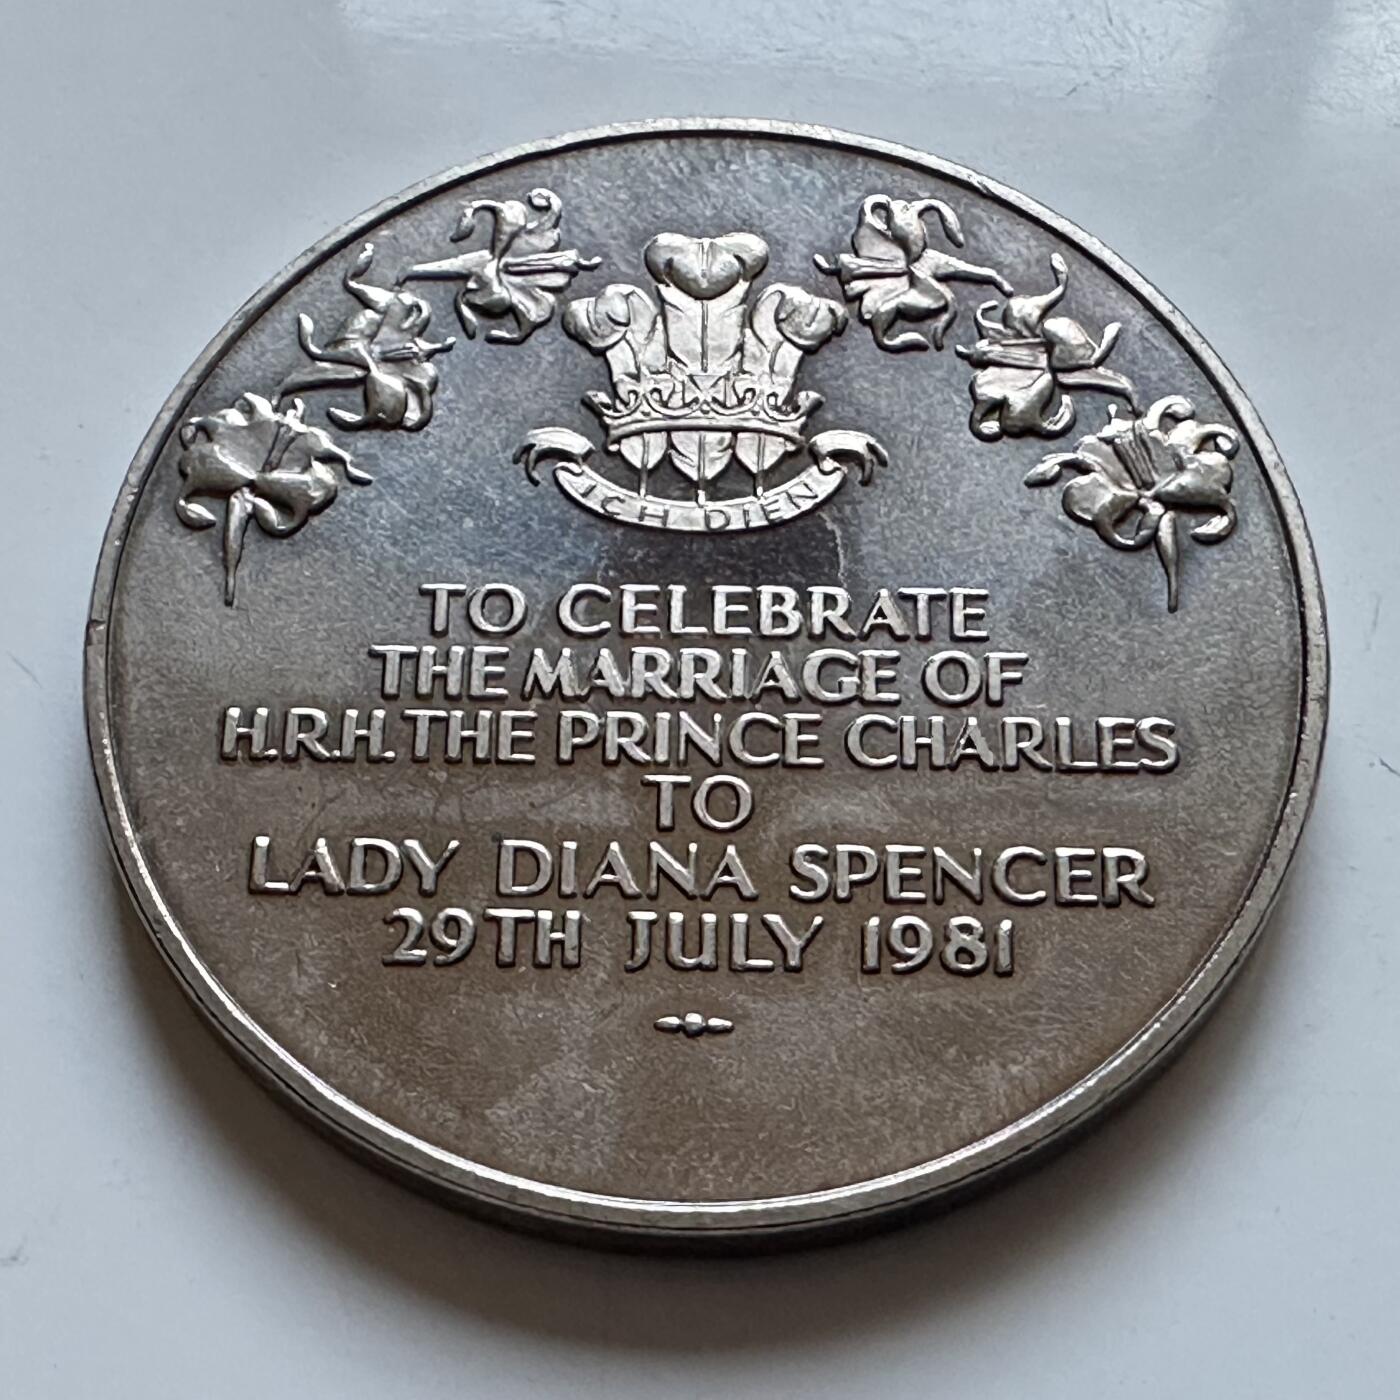 ICH DIEN
TO CELEBRATE
THE MARRIAGE OF
H.R.H. THE PRINCE CHARLES
TO
LADY DIANA SPENCER
29TH JULY 1981